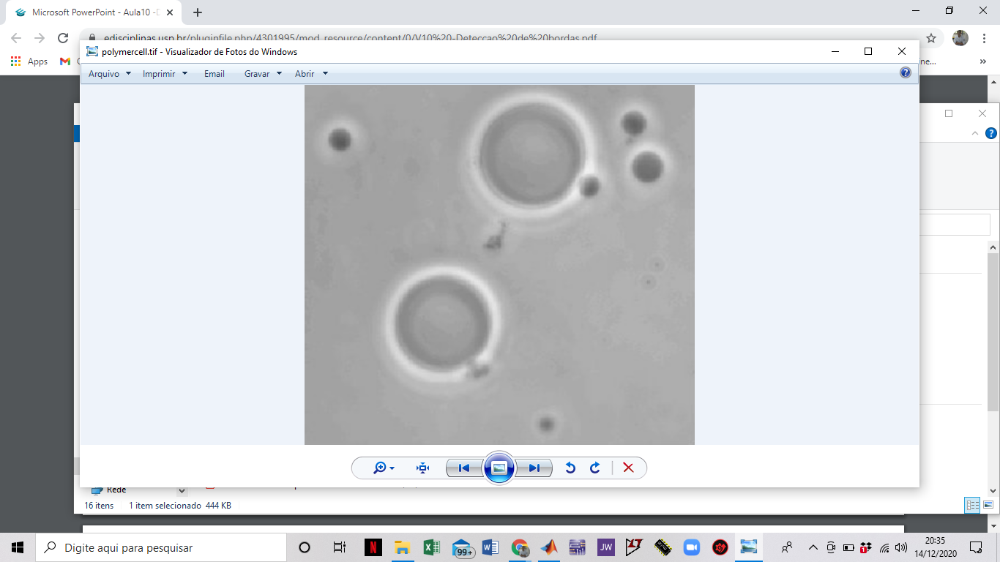 Microsoft PowerPoint - Aula10 -D
edisciplinas.usp.br/pluginfile.php/4301995/mod_resource/content/0/V10%20-Deteccao%20de%20bordas.pdf
Apps
polymercell.tif - Visualizador de Fotos do Windows
Arquivo Imprimir Email Gravar Abrir
ne...
Rede
16 itens 1 item selecionado 444 KB
Digite aqui para pesquisar
N
99+
W
JW
1
20:35
14/12/2020